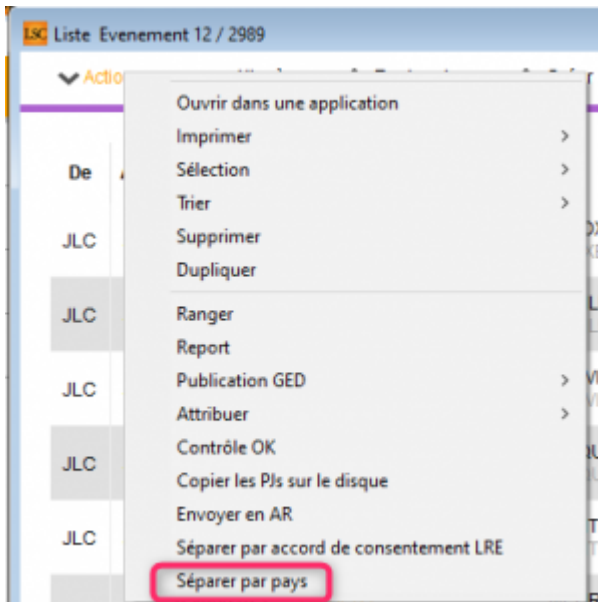 LSC Liste Evenement 12 / 2989
Actio
Ouvrir dans une application
Imprimer
De
Sélection
Trier
JLC
Supprimer
Dupliquer
JLC
Ranger
Report
JLC
Publication GED
Attribuer
JLC
Contrôle OK
Copier les PJs sur le disque
JLC
Envoyer en AR
Séparer par accord de consentement LRE
Séparer par pays